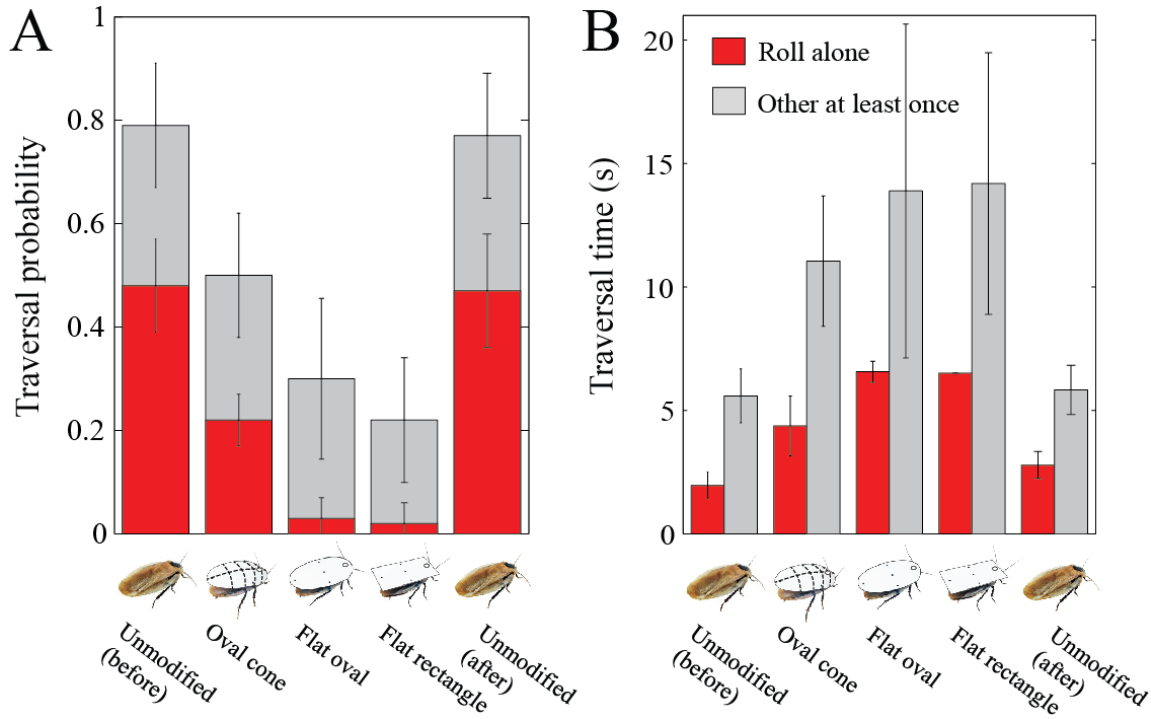 A
Traversal probability
1
0.8
0.6
0.4
0.2
0
Unmodified
(before)
Oval cone
Flat oval
Flat rectangle
Unmodified
(after)
B
Traversal time (s)
20
15
10
5
0
Roll alone
Other at least once
Unmodified
(before)
Oval cone
Flat oval
Flat rectangle
Unmodified
(after)